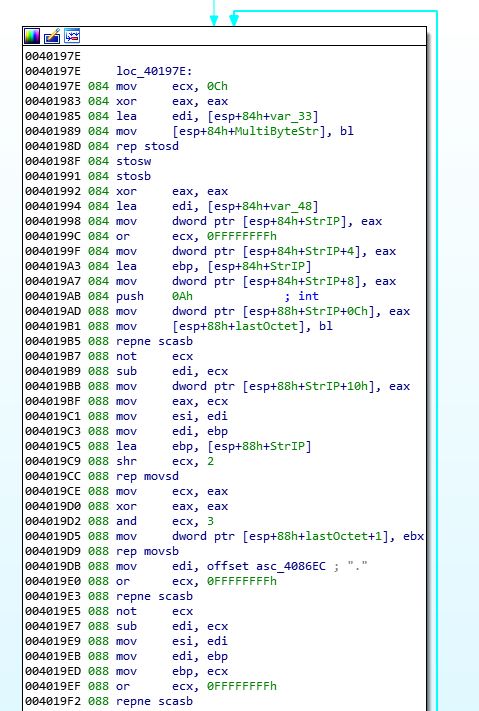 0040197E
0040197E loc_40197E:
0040197E 084 mov ecx, 0Ch
00401983 084 xor eax, eax
00401985 084 lea edi, [esp+84h+var_33]
00401989 084 mov [esp+84h+MultiByteStr], bl
0040198D 084 rep stosd
0040198F 084 stosw
00401991 084 stosb
00401992 084 xor eax, eax
00401994 084 lea edi, [esp+84h+var_48]
00401998 084 mov dword ptr [esp+84h+StrIP], eax
0040199C 084 or ecx, 0FFFFFFFFh
0040199F 084 mov dword ptr [esp+84h+StrIP+4], eax
004019A3 084 lea ebp, [esp+84h+StrIP]
004019A7 084 mov dword ptr [esp+84h+StrIP+8], eax
004019AB 084 push 0Ah ; int
004019AD 088 mov dword ptr [esp+88h+StrIP+0Ch], eax
004019B1 088 mov [esp+88h+lastOctet], bl
004019B5 088 repne scasb
004019B7 088 not ecx
004019B9 088 sub edi, ecx
004019BB 088 mov dword ptr [esp+88h+StrIP+10h], eax
004019BF 088 mov eax, ecx
004019C1 088 mov esi, edi
004019C3 088 mov edi, ebp
004019C5 088 lea ebp, [esp+88h+StrIP]
004019C9 088 shr ecx, 2
004019CC 088 rep movsd
004019CE 088 mov ecx, eax
004019D0 088 xor eax, eax
004019D2 088 and ecx, 3
004019D5 088 mov dword ptr [esp+88h+lastOctet+1], ebx
004019D9 088 rep movsb
004019DB 088 mov edi, offset asc_4086EC ; "."
004019E0 088 or ecx, 0FFFFFFFFh
004019E3 088 repne scasb
004019E5 088 not ecx
004019E7 088 sub edi, ecx
004019E9 088 mov esi, edi
004019EB 088 mov edi, ebp
004019ED 088 mov ebp, ecx
004019EF 088 or ecx, 0FFFFFFFFh
004019F2 088 repne scasb